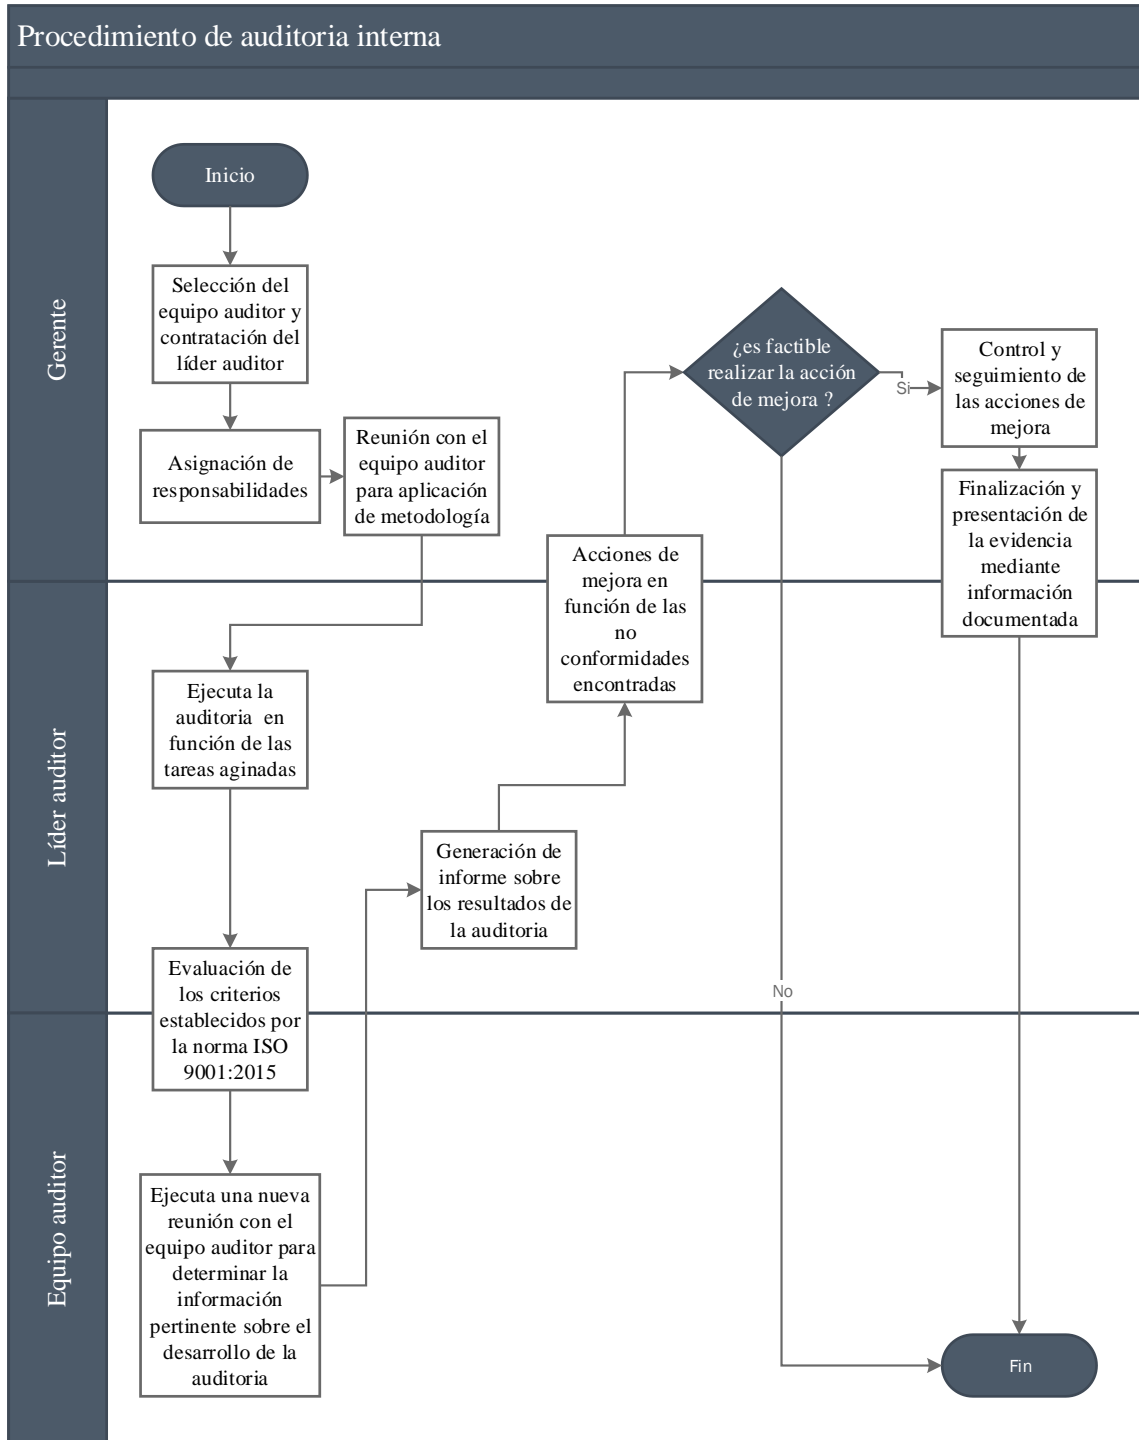 Procedimiento de auditoria interna
Gerente
Inicio
Selección del
equipo auditor y
contratación del
líder auditor
Asignación de
responsabilidades
Reunión con el
equipo auditor
para aplicación
de metodología
¿es factible
realizar la acción
de mejora ?
Si
Control y
seguimiento de
las acciones de
mejora
Finalización y
presentación de
la evidencia
mediante
información
documentada
Acciones de
mejora en
función de las
no
conformidades
encontradas
Líder auditor
Ejecuta la
auditoria en
función de las
tareas aginadas
Generación de
informe sobre
los resultados de
la auditoria
Evaluación de
los criterios
establecidos por
la norma ISO
9001:2015
No
Equipo auditor
Ejecuta una nueva
reunión con el
equipo auditor para
determinar la
información
pertinente sobre el
desarrollo de la
auditoria
Fin